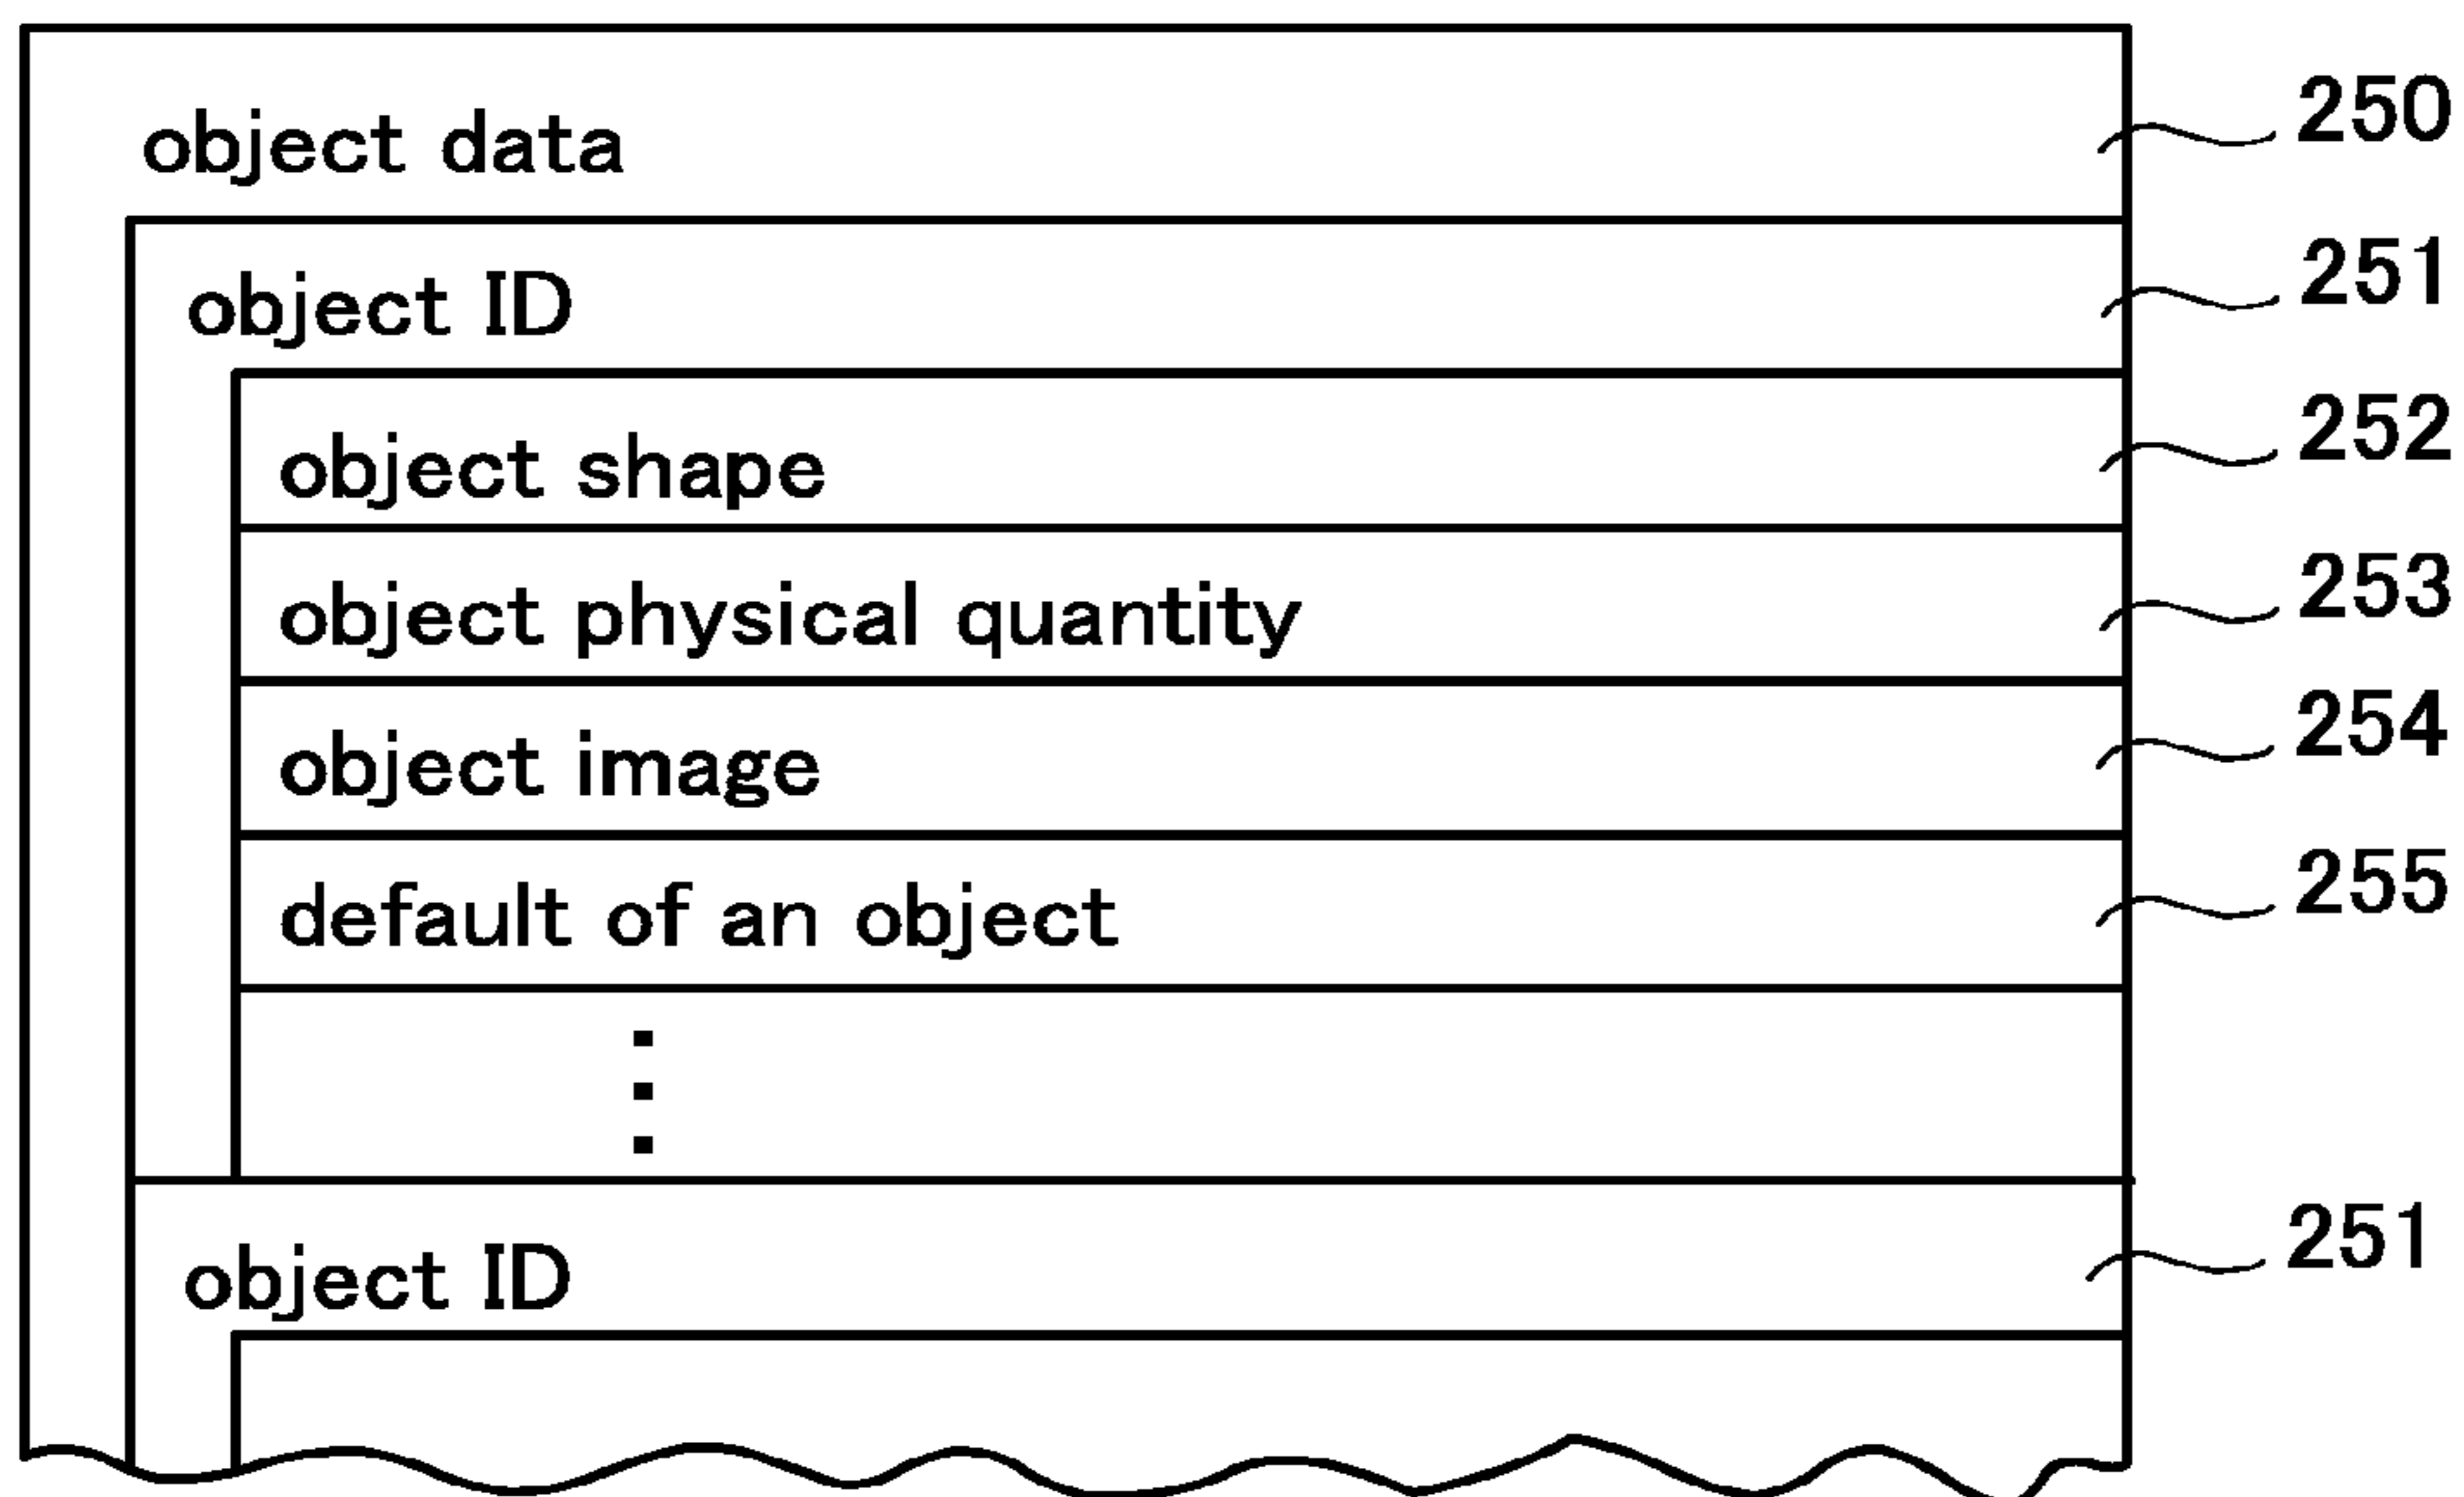 object data 250
object ID 251
object shape 252
object physical quantity 253
object image 254
default of an object 255
object ID 251